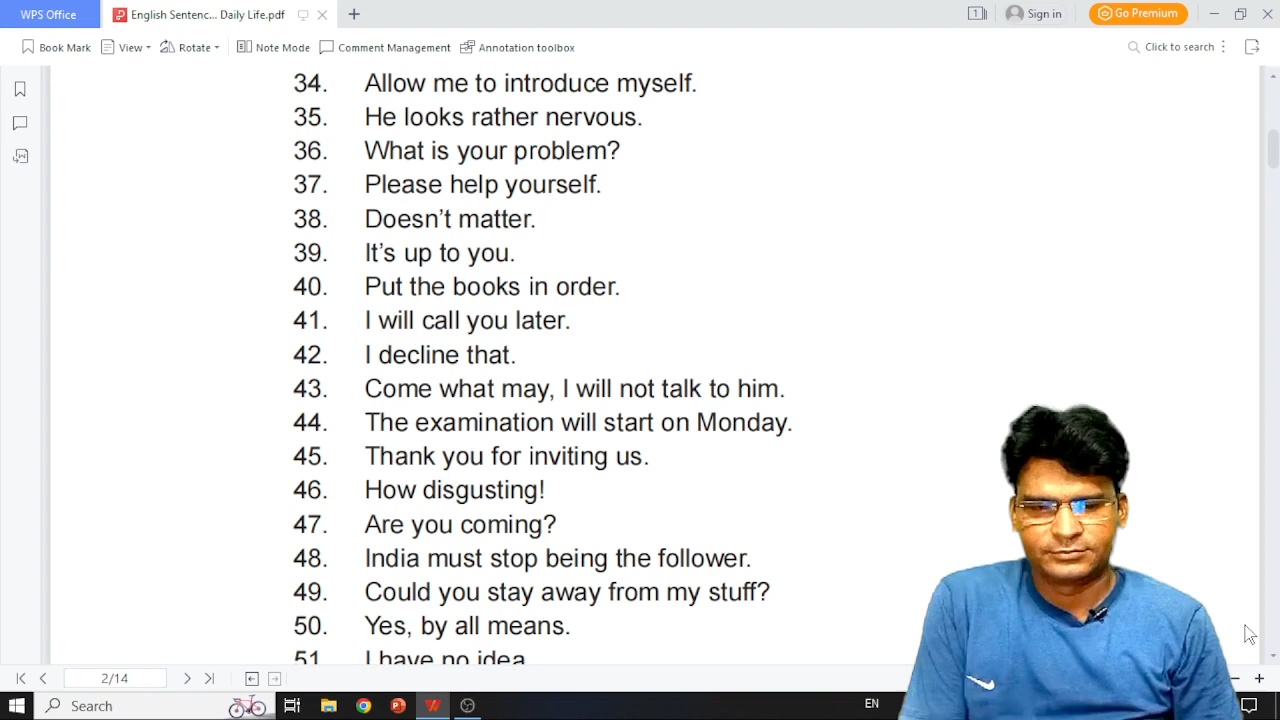 WPS Office
English Sentenc... Daily Life.pdf
Sign in
Go Premium
Book Mark
View
Rotate
Note Mode
Comment Management
Annotation toolbox
Click to search
34. Allow me to introduce myself.
35. He looks rather nervous.
36. What is your problem?
37. Please help yourself.
38. Doesn't matter.
39. It's up to you.
40. Put the books in order.
41. I will call you later.
42. I decline that.
43. Come what may, I will not talk to him.
44. The examination will start on Monday.
45. Thank you for inviting us.
46. How disgusting!
47. Are you coming?
48. India must stop being the follower.
49. Could you stay away from my stuff?
50. Yes, by all means.
51. I have no idea.
2/14
Search
EN